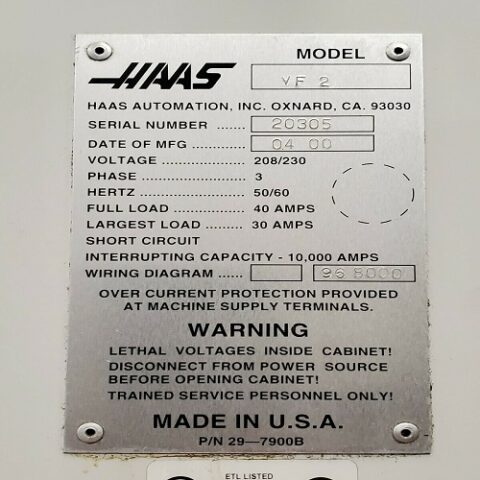 MODEL
HAAS VF 2
HAAS AUTOMATION, INC. OXNARD, CA. 93030
SERIAL NUMBER ....... 20305
DATE OF MFG ........... 04 00
VOLTAGE .................... 208/230
PHASE ......................... 3
HERTZ ......................... 50/60
FULL LOAD ................. 40 AMPS
LARGEST LOAD ......... 30 AMPS
SHORT CIRCUIT
INTERRUPTING CAPACITY - 10,000 AMPS
WIRING DIAGRAM ...... 96 8000
OVER CURRENT PROTECTION PROVIDED
AT MACHINE SUPPLY TERMINALS.
WARNING
LETHAL VOLTAGES INSIDE CABINET!
DISCONNECT FROM POWER SOURCE
BEFORE OPENING CABINET!
TRAINED SERVICE PERSONNEL ONLY!
MADE IN U.S.A.
P/N 29—7900B
ETL LISTED